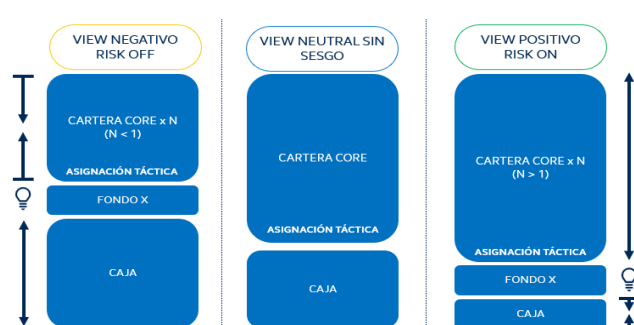 VIEW NEGATIVO
RISK OFF
CARTERA CORE x N
(N < 1)
ASIGNACIÓN TÁCTICA
FONDO X
CAJA
VIEW NEUTRAL SIN
SESGO
CARTERA CORE
ASIGNACIÓN TÁCTICA
CAJA
VIEW POSITIVO
RISK ON
CARTERA CORE x N
(N > 1)
ASIGNACIÓN TÁCTICA
FONDO X
CAJA